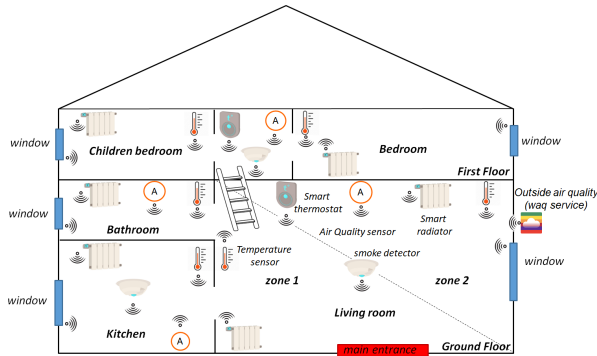 A
window
Children bedroom
Bedroom
window
First Floor
A
A
Smart
thermostat
Smart
radiator
Outside air quality
(waq service)
Bathroom
window
Air Quality sensor
Temperature
sensor
smoke detector
window
zone 1
zone 2
window
Living room
Kitchen
A
main entrance
Ground Floor